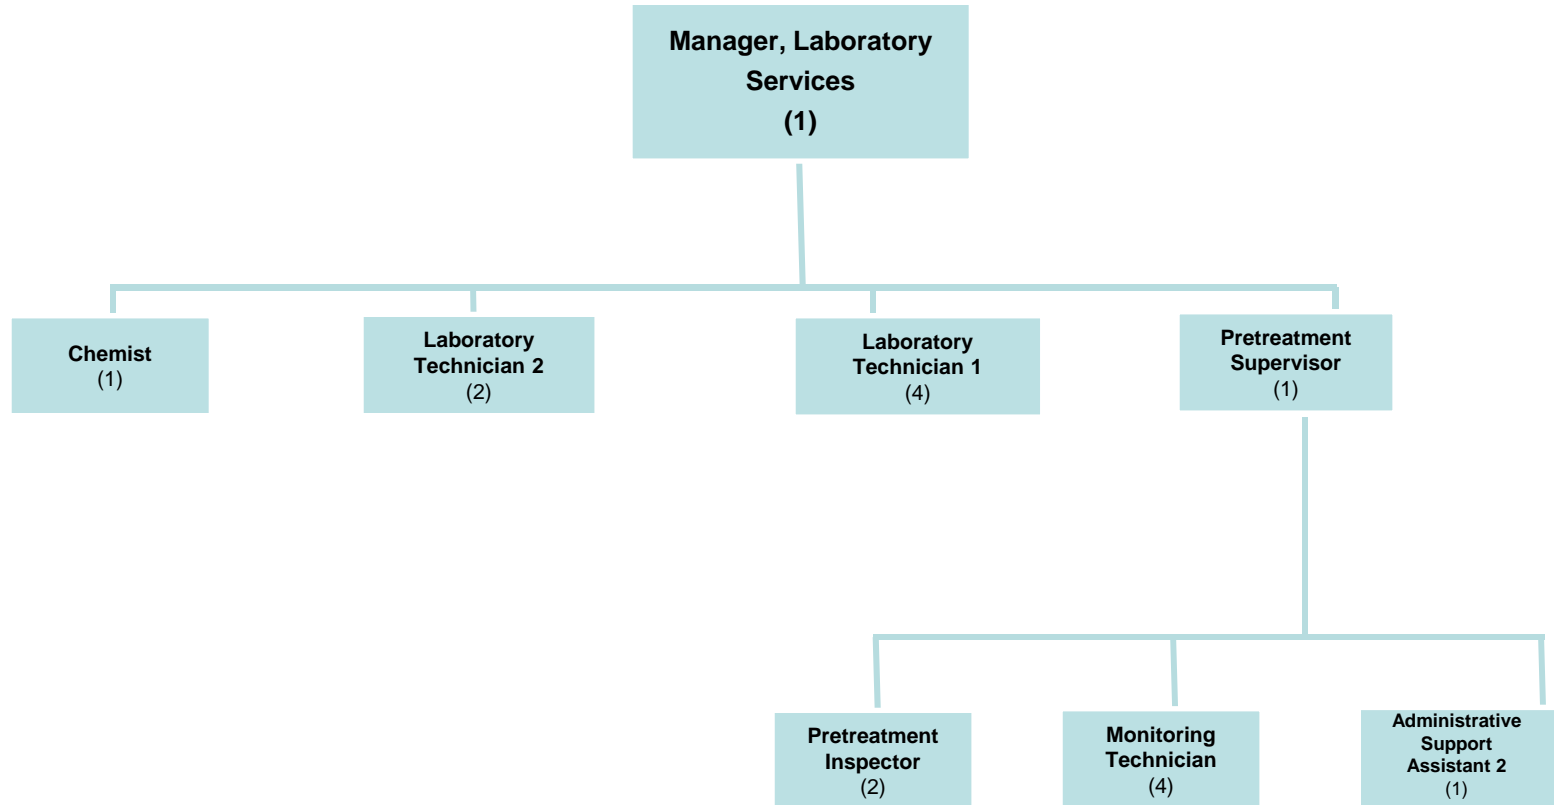 Manager, Laboratory
Services
(1)
Chemist
(1)
Laboratory
Technician 2
(2)
Laboratory
Technician 1
(4)
Pretreatment
Supervisor
(1)
Pretreatment
Inspector
(2)
Monitoring
Technician
(4)
Administrative
Support
Assistant 2
(1)